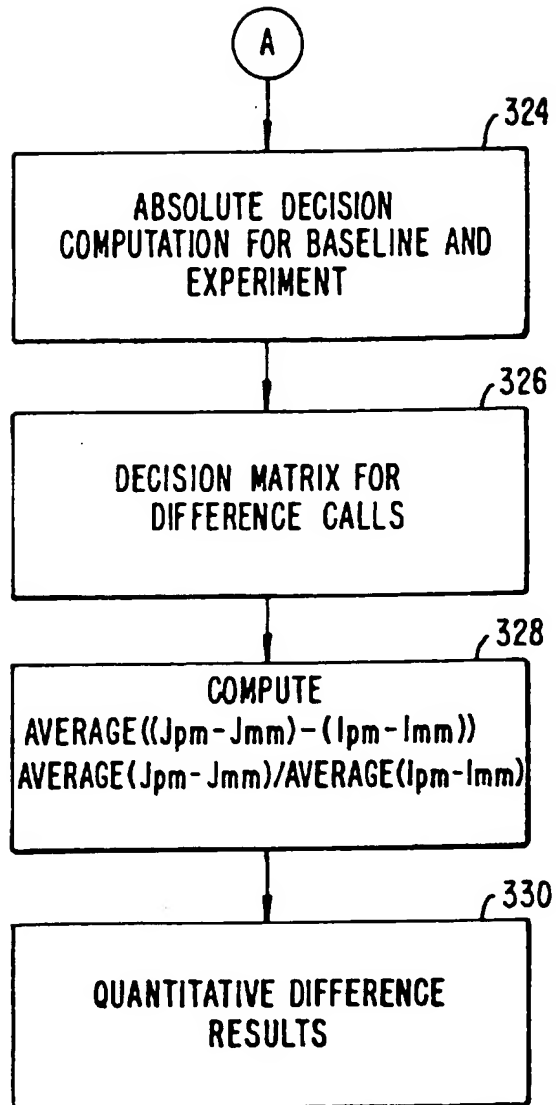 A
324
ABSOLUTE DECISION
COMPUTATION FOR BASELINE AND
EXPERIMENT
326
DECISION MATRIX FOR
DIFFERENCE CALLS
328
COMPUTE
AVERAGE((Jpm-Jmm)-(Ipm-Imm))
AVERAGE(Jpm-Jmm)/AVERAGE(Ipm-Imm)
330
QUANTITATIVE DIFFERENCE
RESULTS